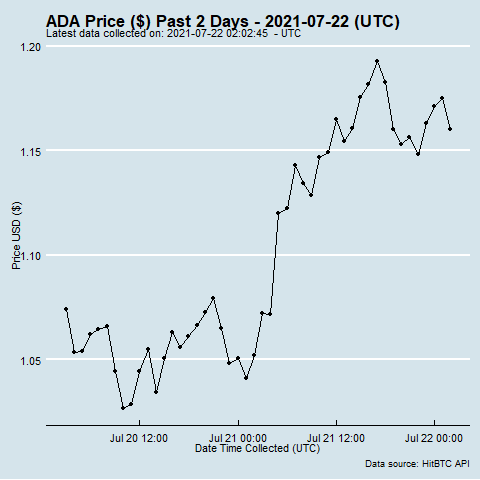 ADA Price ($) Past 2 Days - 2021-07-22 (UTC)
Latest data collected on: 2021-07-22 02:02:45 - UTC
1.20
1.15
1.10
1.05
Price USD ($)
Jul 20 12:00
Jul 21 00:00
Jul 21 12:00
Jul 22 00:00
Date Time Collected (UTC)
Data source: HitBTC API